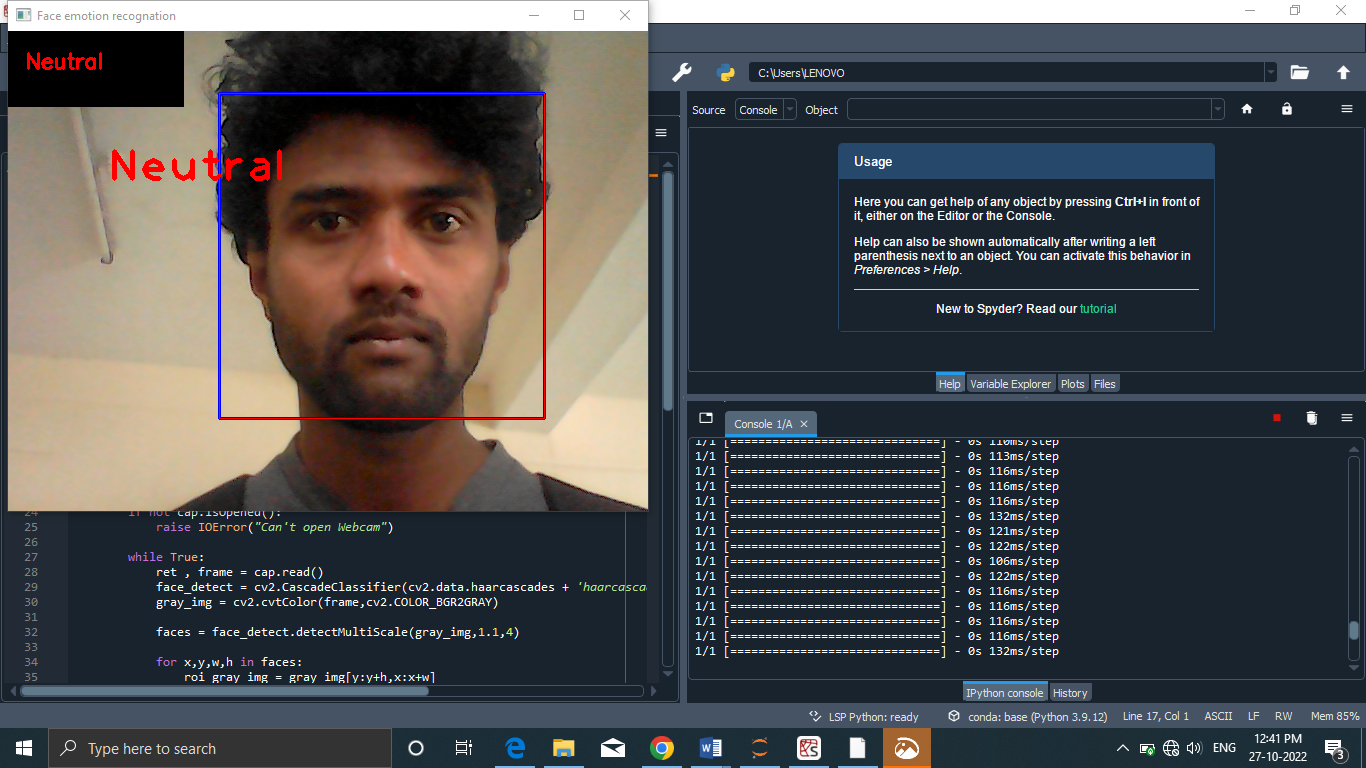 Face emotion recognation
Neutral
Neutral
C:\Users\LENOVO
Source Console Object
Usage
Here you can get help of any object by pressing Ctrl+I in front of
it, either on the Editor or the Console.
Help can also be shown automatically after writing a left
parenthesis next to an object. You can activate this behavior in
Preferences > Help.
New to Spyder? Read our tutorial
Help Variable Explorer Plots Files
Console 1/A
1/1 [==============================] - 0s 110ms/step
1/1 [==============================] - 0s 113ms/step
1/1 [==============================] - 0s 116ms/step
1/1 [==============================] - 0s 116ms/step
1/1 [==============================] - 0s 116ms/step
1/1 [==============================] - 0s 132ms/step
1/1 [==============================] - 0s 121ms/step
1/1 [==============================] - 0s 122ms/step
1/1 [==============================] - 0s 106ms/step
1/1 [==============================] - 0s 122ms/step
1/1 [==============================] - 0s 116ms/step
1/1 [==============================] - 0s 116ms/step
1/1 [==============================] - 0s 116ms/step
1/1 [==============================] - 0s 116ms/step
1/1 [==============================] - 0s 132ms/step
IPython console History
24 if not cap.isOpened():
25 raise IOError("Can't open Webcam")
26
27 while True:
28 ret , frame = cap.read()
29 face_detect = cv2.CascadeClassifier(cv2.data.haarcascades + 'haarcasca
30 gray_img = cv2.cvtColor(frame,cv2.COLOR_BGR2GRAY)
31
32 faces = face_detect.detectMultiScale(gray_img,1.1,4)
33
34 for x,y,w,h in faces:
35 roi_gray_img = gray_img[y:y+h,x:x+w]
LSP Python: ready conda: base (Python 3.9.12) Line 17, Col 1 ASCII LF RW Mem 85%
Type here to search
ENG
12:41 PM
27-10-2022
3